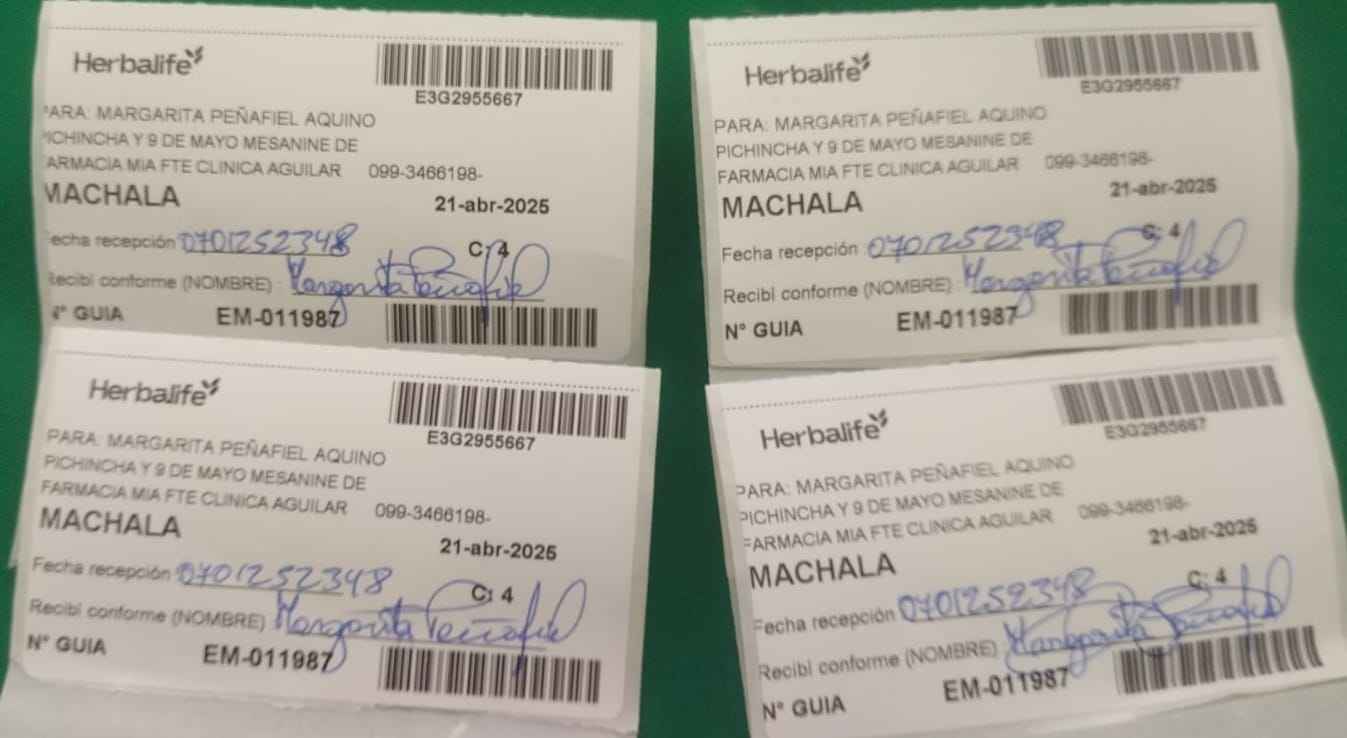 Herbalife
E3G2955667
PARA: MARGARITA PEÑAFIEL AQUINO
PICHINCHA Y 9 DE MAYO MESANINE DE
FARMACIA MIA FTE CLINICA AGUILAR 099-3466198-
MACHALA 21-abr-2025
echa recepción 0701252348 C: 4
Recibi conforme (NOMBRE) : Margarita Peñafiel
N° GUIA EM-011987
Herbalife
E3G2955667
PARA: MARGARITA PEÑAFIEL AQUINO
PICHINCHA Y 9 DE MAYO MESANINE DE
FARMACIA MIA FTE CLINICA AGUILAR 099-3466198-
MACHALA 21-abr-2025
Fecha recepción 0701252348 C: 4
Recibi conforme (NOMBRE) Margarita Peñafiel
N° GUIA EM-011987
Herbalife
E3G2955667
PARA: MARGARITA PEÑAFIEL AQUINO
PICHINCHA Y 9 DE MAYO MESANINE DE
FARMACIA MIA FTE CLINICA AGUILAR 099-3466198-
MACHALA 21-abr-2025
Fecha recepción 0701252348 C: 4
Recibi conforme (NOMBRE) Margarita Peñafiel
N° GUIA EM-011987
Herbalife
E3G2955667
PARA: MARGARITA PEÑAFIEL AQUINO
PICHINCHA Y 9 DE MAYO MESANINE DE
FARMACIA MIA FTE CLINICA AGUILAR 099-3466198-
MACHALA 21-abr-2025
Fecha recepción 0701252348 C: 4
Recibi conforme (NOMBRE) Margarita Peñafiel
N° GUIA EM-011987